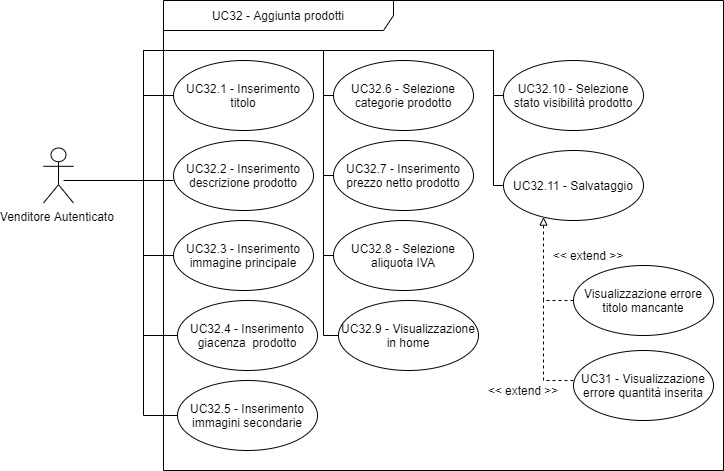 UC32 - Aggiunta prodotti
UC32.1 - Inserimento
titolo
UC32.2 - Inserimento
descrizione prodotto
UC32.3 - Inserimento
immagine principale
UC32.4 - Inserimento
giacenza prodotto
UC32.5 - Inserimento
immagini secondarie
UC32.6 - Selezione
categorie prodotto
UC32.7 - Inserimento
prezzo netto prodotto
UC32.8 - Selezione
aliquota IVA
UC32.9 - Visualizzazione
in home
UC32.10 - Selezione
stato visibilità prodotto
UC32.11 - Salvataggio
Venditore Autenticato
<< extend >>
Visualizzazione errore
titolo mancante
<< extend >>
UC31 - Visualizzazione
errore quantità inserita